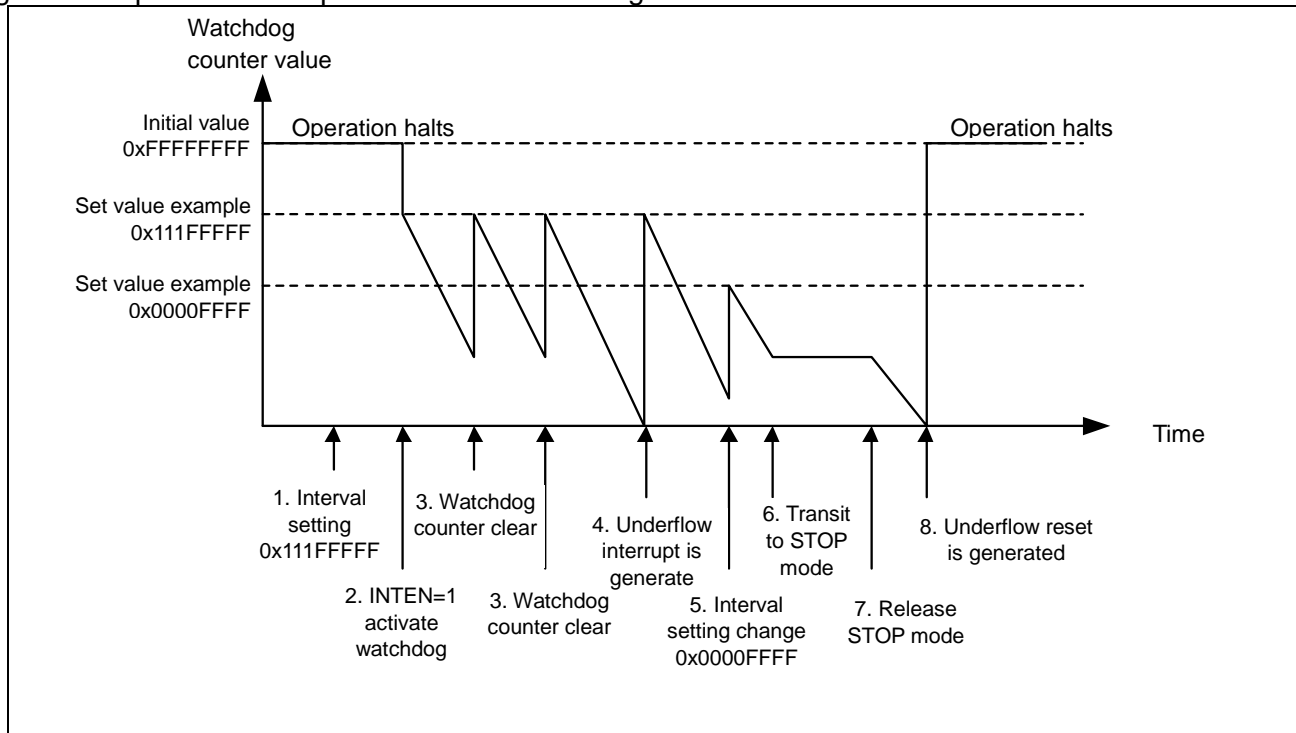 Watchdog
counter value
Initial value
0xFFFFFFFF
Operation halts
Operation halts
Set value example
0x111FFFFF
Set value example
0x0000FFFF
Time
1. Interval
setting
0x111FFFFF
2. INTEN=1
activate
watchdog
3. Watchdog
counter clear
3. Watchdog
counter clear
4. Underflow
interrupt is
generate
5. Interval
setting change
0x0000FFFF
6. Transit
to STOP
mode
7. Release
STOP mode
8. Underflow reset
is generated